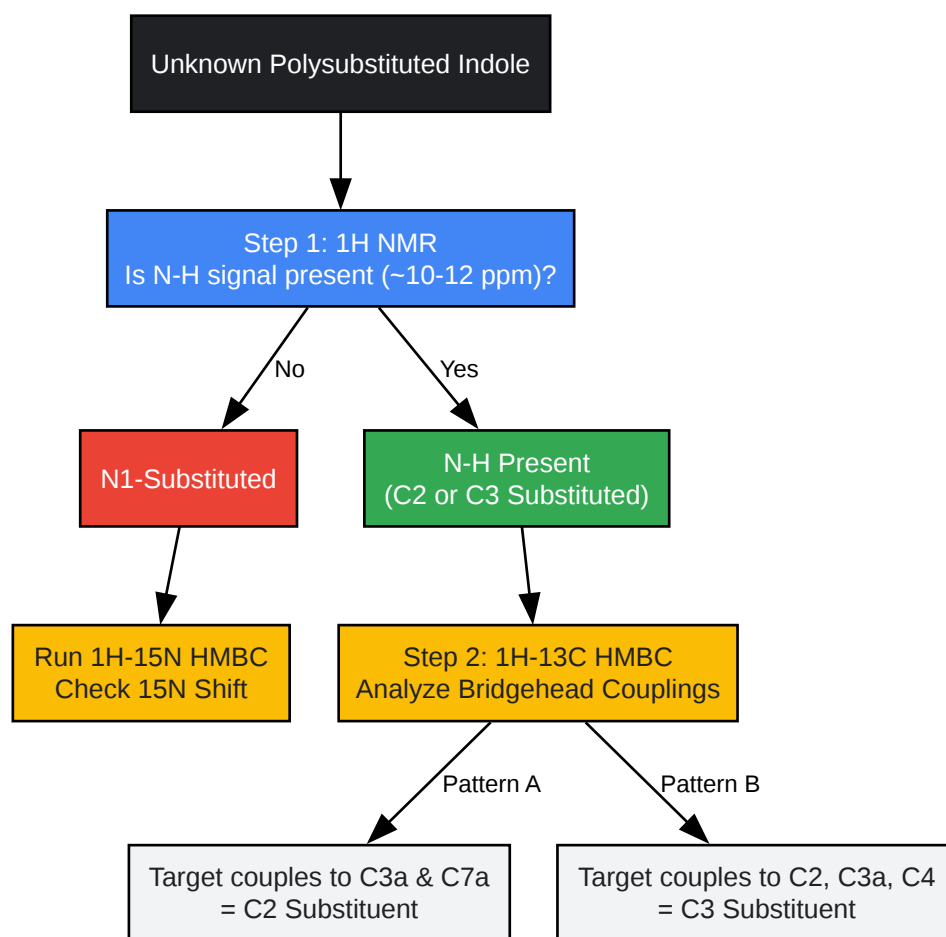 Unknown Polysubstituted Indole
Step 1: 1H NMR
Is N-H signal present (~10-12 ppm)?
No
Yes
N1-Substituted
N-H Present
(C2 or C3 Substituted)
Run 1H-15N HMBC
Check 15N Shift
Step 2: 1H-13C HMBC
Analyze Bridgehead Couplings
Pattern A
Pattern B
Target couples to C3a & C7a
= C2 Substituent
Target couples to C2, C3a, C4
= C3 Substituent